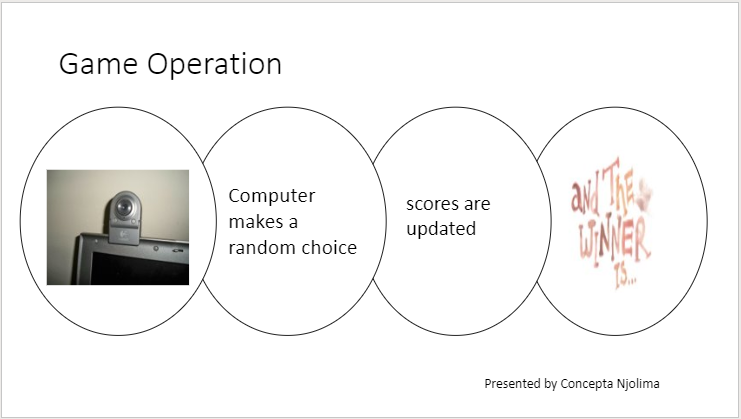 Game Operation
Computer
makes a
random choice
scores are
updated
and THE
WINNER
IS...
Presented by Concepta Njolima